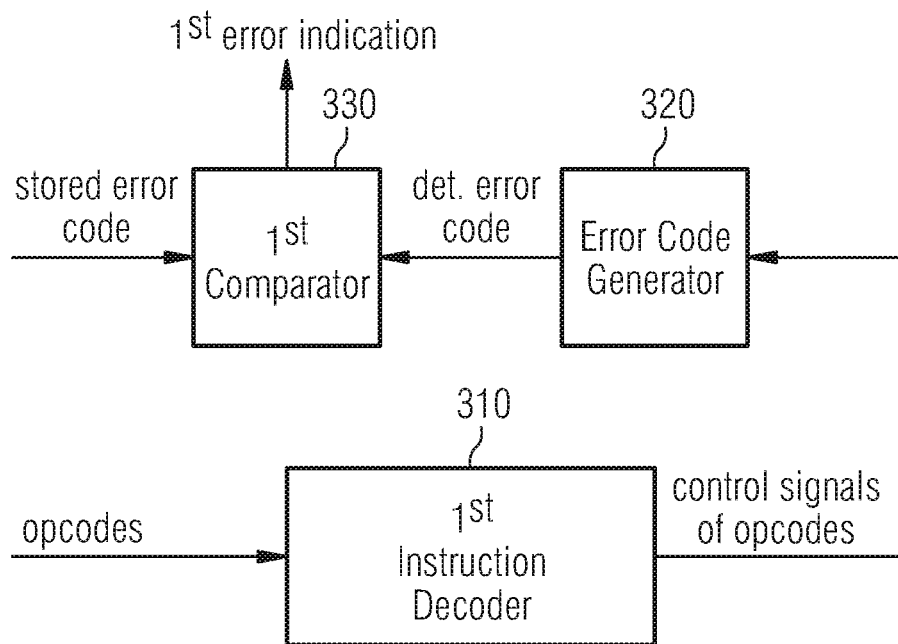 1st error indication
330
320
stored error
code
1st
Comparator
det. error
code
Error Code
Generator
310
opcodes
1st
Instruction
Decoder
control signals
of opcodes